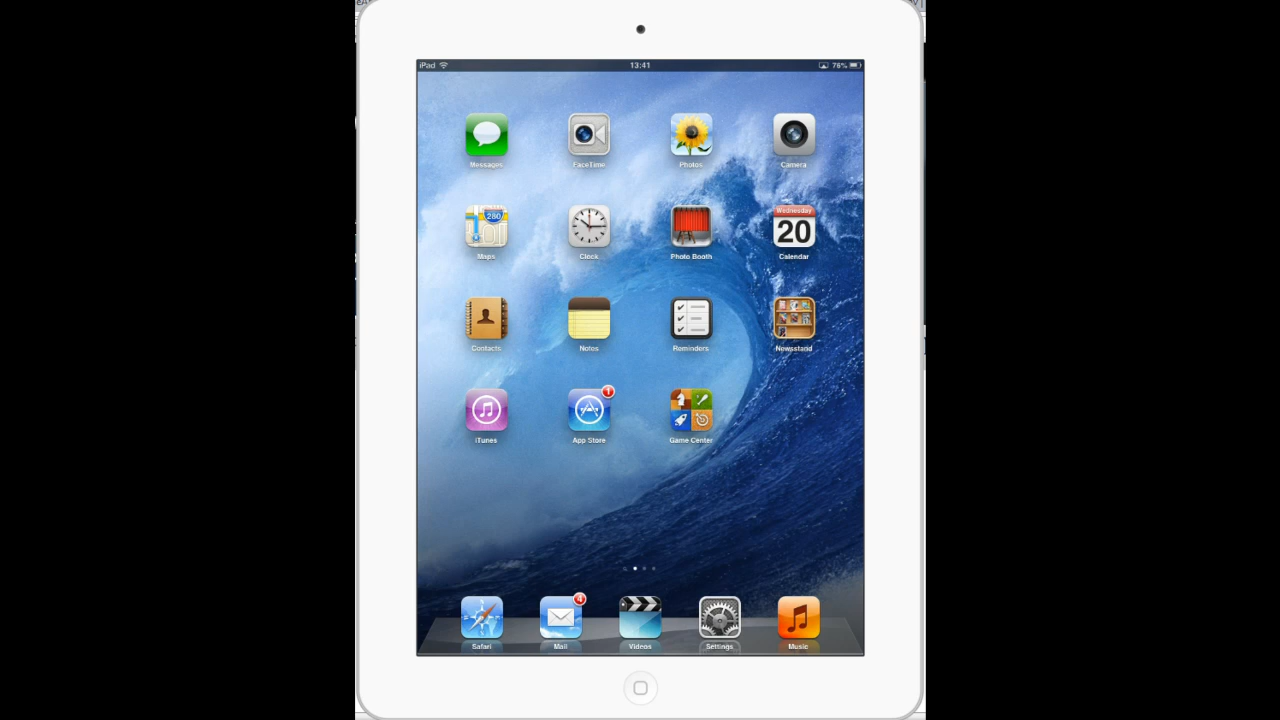 iPad 13:41 76%
Messages FaceTime Photos Camera
280 Wednesday
20
Maps Clock Photo Booth Calendar
Contacts Notes Reminders Newsstand
1
iTunes App Store Game Center
4
Safari Mail Videos Settings Music